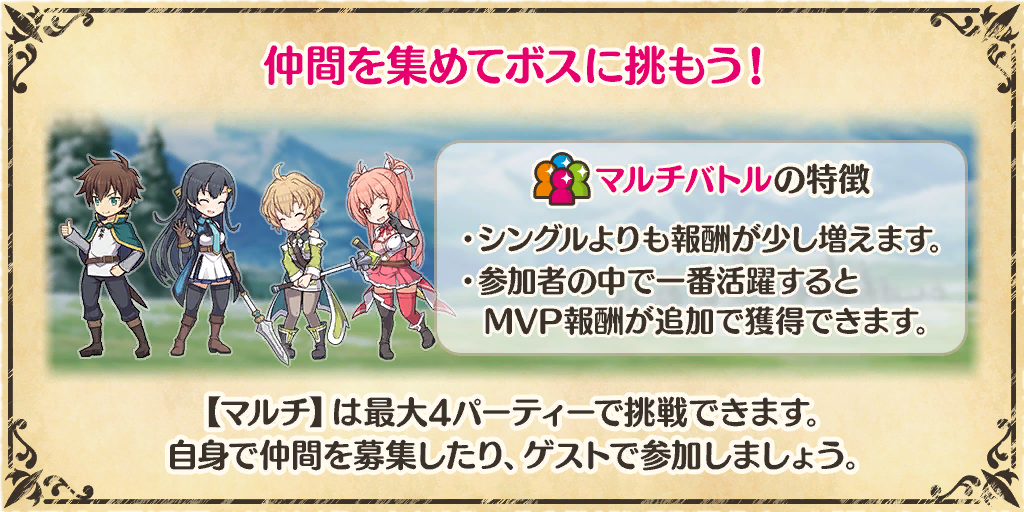 仲間を集めてボスに挑もう！
マルチバトルの特徴
・シングルよりも報酬が少し増えます。
・参加者の中で一番活躍すると
MVP報酬が追加で獲得できます。
【マルチ】は最大4パーティーで挑戦できます。
自身で仲間を募集したり、ゲストで参加しましょう。